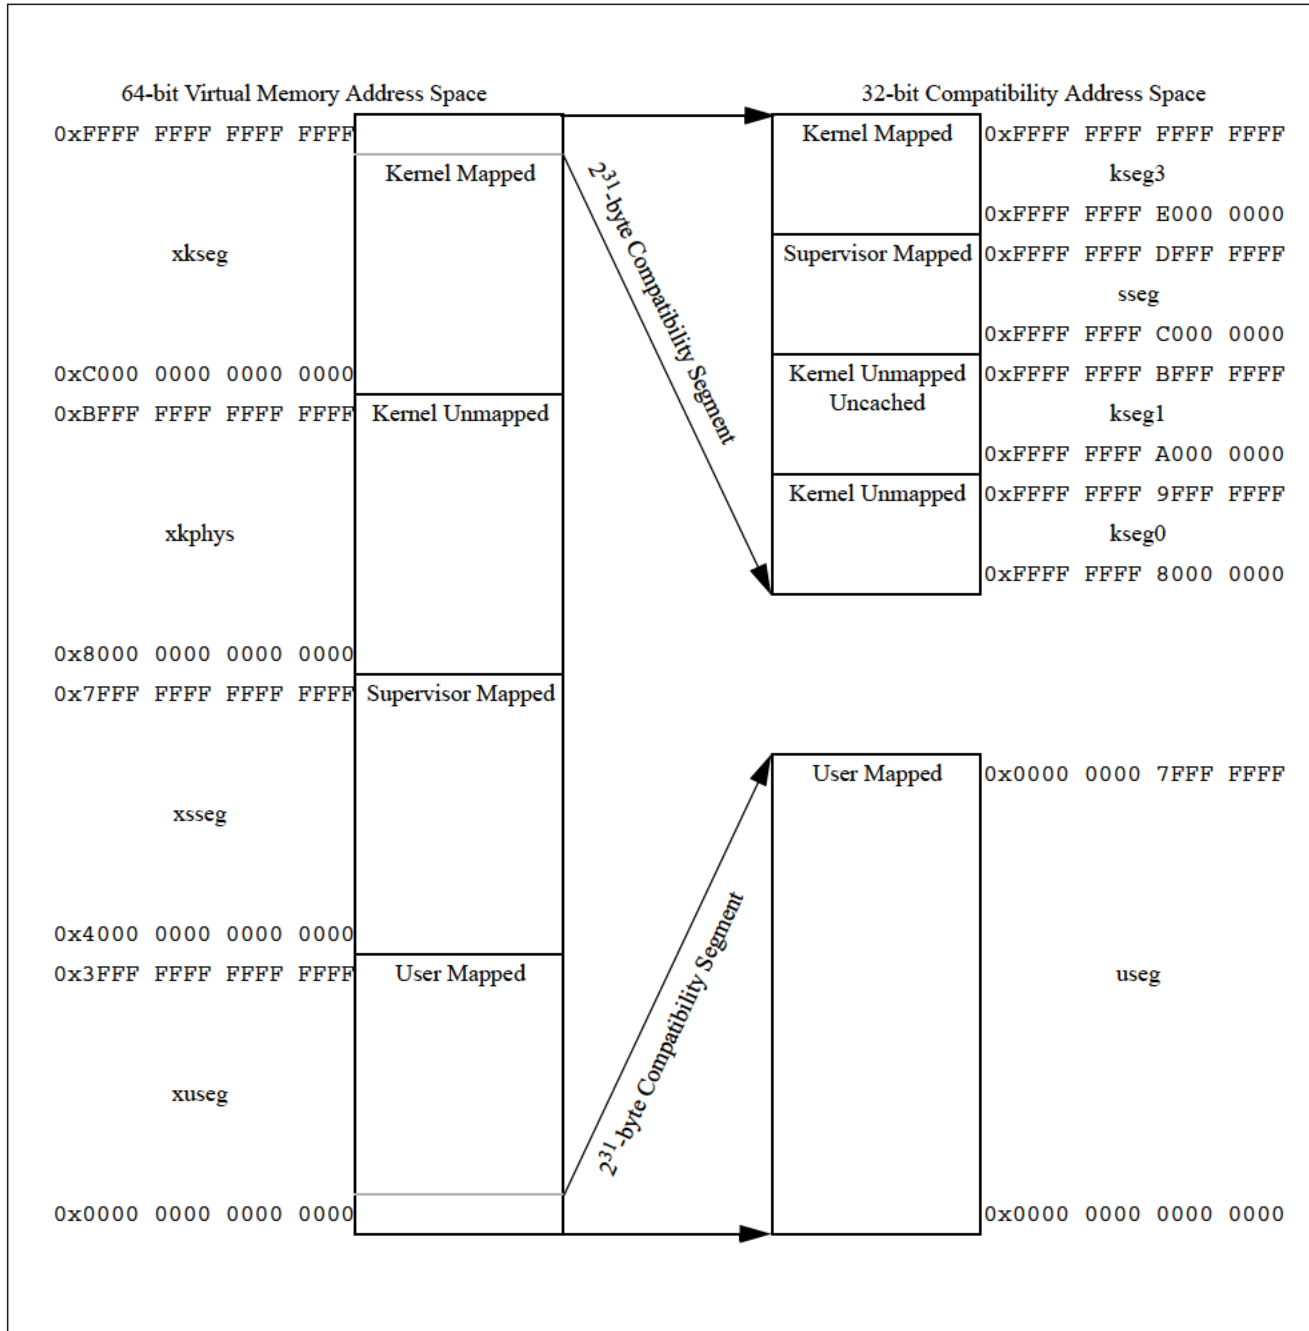 64-bit Virtual Memory Address Space
0xFFFF FFFF FFFF FFFF
Kernel Mapped
xkseg
0xC000 0000 0000 0000
0xBFFF FFFF FFFF FFFF
Kernel Unmapped
xkphys
0x8000 0000 0000 0000
0x7FFF FFFF FFFF FFFF
Supervisor Mapped
xsseg
0x4000 0000 0000 0000
0x3FFF FFFF FFFF FFFF
User Mapped
xuseg
0x0000 0000 0000 0000
2^31-byte Compatibility Segment
2^31-byte Compatibility Segment
32-bit Compatibility Address Space
Kernel Mapped
0xFFFF FFFF FFFF FFFF
kseg3
0xFFFF FFFF E000 0000
Supervisor Mapped
0xFFFF FFFF DFFF FFFF
sseg
0xFFFF FFFF C000 0000
Kernel Unmapped
Uncached
0xFFFF FFFF BFFF FFFF
kseg1
0xFFFF FFFF A000 0000
Kernel Unmapped
0xFFFF FFFF 9FFF FFFF
kseg0
0xFFFF FFFF 8000 0000
User Mapped
0x0000 0000 7FFF FFFF
useg
0x0000 0000 0000 0000